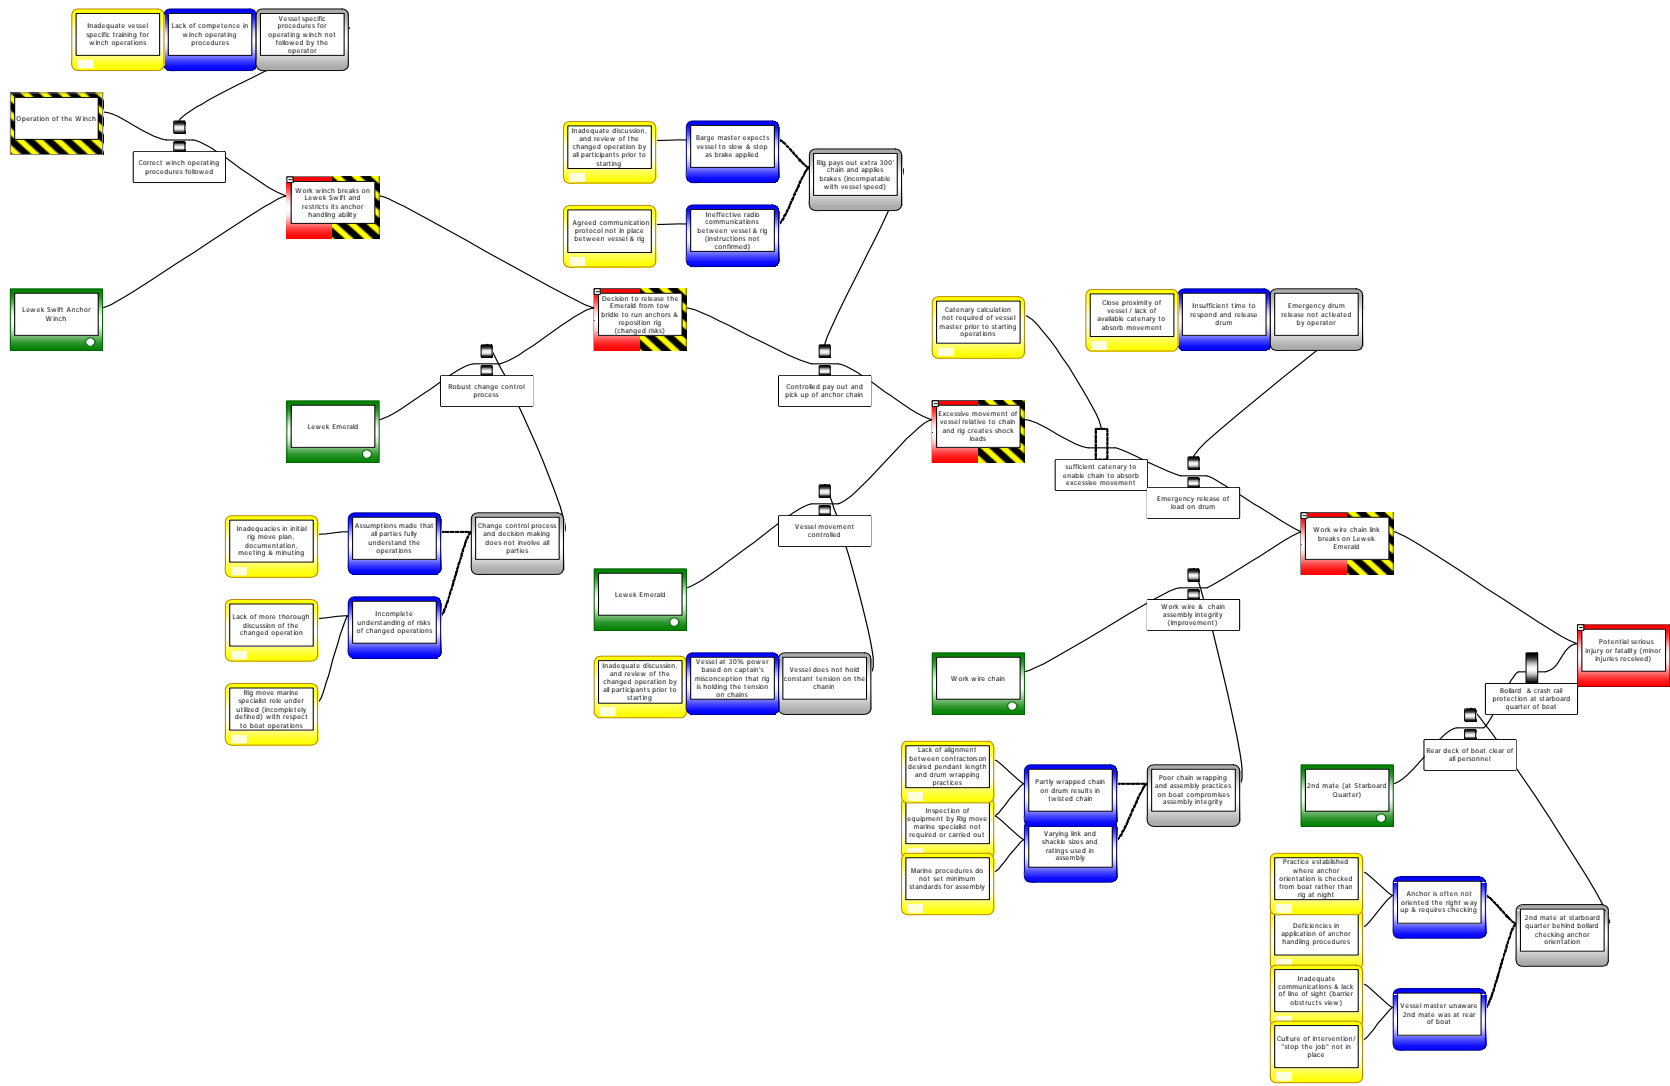 Inadequate vessel
specific training for
winch operations
Lack of competence in
winch operating
procedures
Vessel specific
procedures for
operating winch not
followed by the
operator
Operation of the Winch
Correct winch operating
procedures followed
Work winch breaks on
Lewek Swift and
restricts its anchor
handling ability
Lewek Swift Anchor
Winch
Inadequate discussion,
and review of the
changed operation by
all participants prior to
starting
Barge master expects
vessel to slow & stop
as brake applied
Rig pays out extra 300'
chain and applies
brakes (incompatable
with vessel speed)
Agreed communication
protocol not in place
between vessel & rig
Ineffective radio
communications
between vessel & rig
(instructions not
confirmed)
Decision to release the
Emerald from tow
bridle to run anchors &
reposition rig
(changed risks)
Robust change control
process
Lewek Emerald
Controlled pay out and
pick up of anchor chain
Catenary calculation
not required of vessel
master prior to starting
operations
Close proximity of
vessel / lack of
available catenary to
absorb movement
Insufficient time to
respond and release
drum
Emergency drum
release not activated
by operator
Excessive movement of
vessel relative to chain
and rig creates shock
loads
sufficient catenary to
enable chain to absorb
excessive movement
Emergency release of
load on drum
Inadequacies in initial
rig move plan,
documentation,
meeting & minuting
Assumptions made that
all parties fully
understand the
operations
Change control process
and decision making
does not involve all
parties
Lack of more thorough
discussion of the
changed operation
Incomplete
understanding of risks
of changed operations
Rig move marine
specialist role under
utilized (incompletely
defined) with respect
to boat operations
Vessel movement
controlled
Lewek Emerald
Inadequate discussion,
and review of the
changed operation by
all participants prior to
starting
Vessel at 30% power
based on captain's
misconception that rig
is holding the tension
on chains
Vessel does not hold
constant tension on the
chanin
Work wire chain link
breaks on Lewek
Emerald
Work wire & chain
assembly integrity
(improvement)
Work wire chain
Potential serious
injury or fatality (minor
injuries received)
Bollard & crash rail
protection at starboard
quarter of boat
Rear deck of boat clear of
all personnel
2nd mate (at Starboard
Quarter)
Lack of alignment
between contractorson
desired pendant length
and drum wrapping
practices
Inspection of
equipment by Rig move
marine specialist not
required or carried out
Marine procedures do
not set minimum
standards for assembly
Partly wrapped chain
on drum results in
twisted chain
Varying link and
shackle sizes and
ratings used in
assembly
Poor chain wrapping
and assembly practices
on boat compromises
assembly integrity
Practice established
where anchor
orientation is checked
from boat rather than
rig at night
Deficiencies in
application of anchor
handling procedures
Inadequate
communications & lack
of line of sight (barrier
obstructs view)
Culture of intervention/
"stop the job" not in
place
Anchor is often not
oriented the right way
up & requires checking
Vessel master unaware
2nd mate was at rear
of boat
2nd mate at starboard
quarter behind bollard
checking anchor
orientation